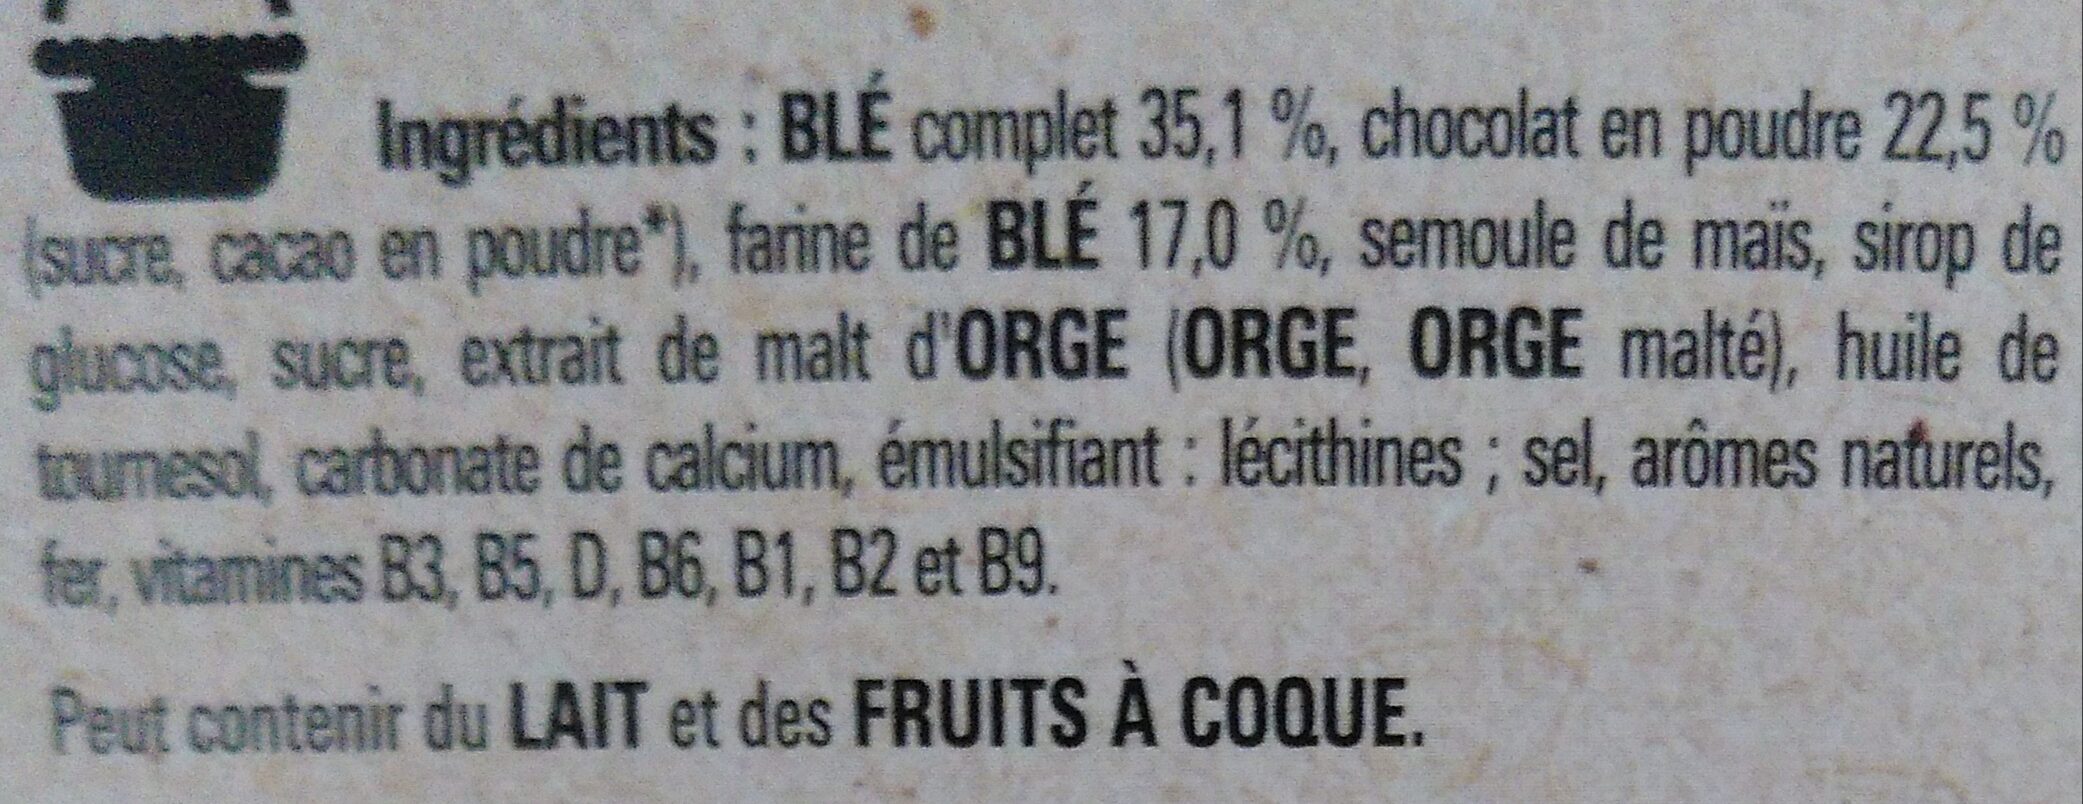 Ingrédients : BLÉ complet 35,1 %, chocolat en poudre 22,5 %
(sucre, cacao en poudre*), farine de BLÉ 17,0 %, semoule de maïs, sirop de
glucose, sucre, extrait de malt d'ORGE (ORGE, ORGE malté), huile de
tournesol, carbonate de calcium, émulsifiant : lécithines ; sel, arômes naturels,
fer, vitamines B3, B5, D, B6, B1, B2 et B9.
Peut contenir du LAIT et des FRUITS À COQUE.